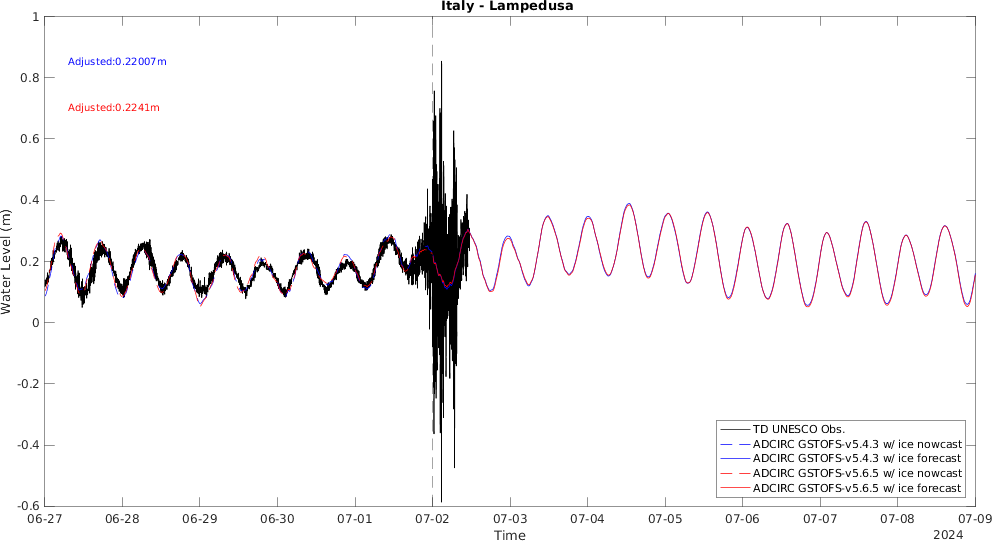 Italy - Lampedusa
Adjusted:0.22007m
Adjusted:0.2241m
Water Level (m)
1
0.8
0.6
0.4
0.2
0
-0.2
-0.4
-0.6
TD UNESCO Obs.
ADCIRC GSTOFS-v5.4.3 w/ ice nowcast
ADCIRC GSTOFS-v5.4.3 w/ ice forecast
ADCIRC GSTOFS-v5.6.5 w/ ice nowcast
ADCIRC GSTOFS-v5.6.5 w/ ice forecast
06-27 06-28 06-29 06-30 07-01 07-02 07-03 07-04 07-05 07-06 07-07 07-08 07-09
Time
2024